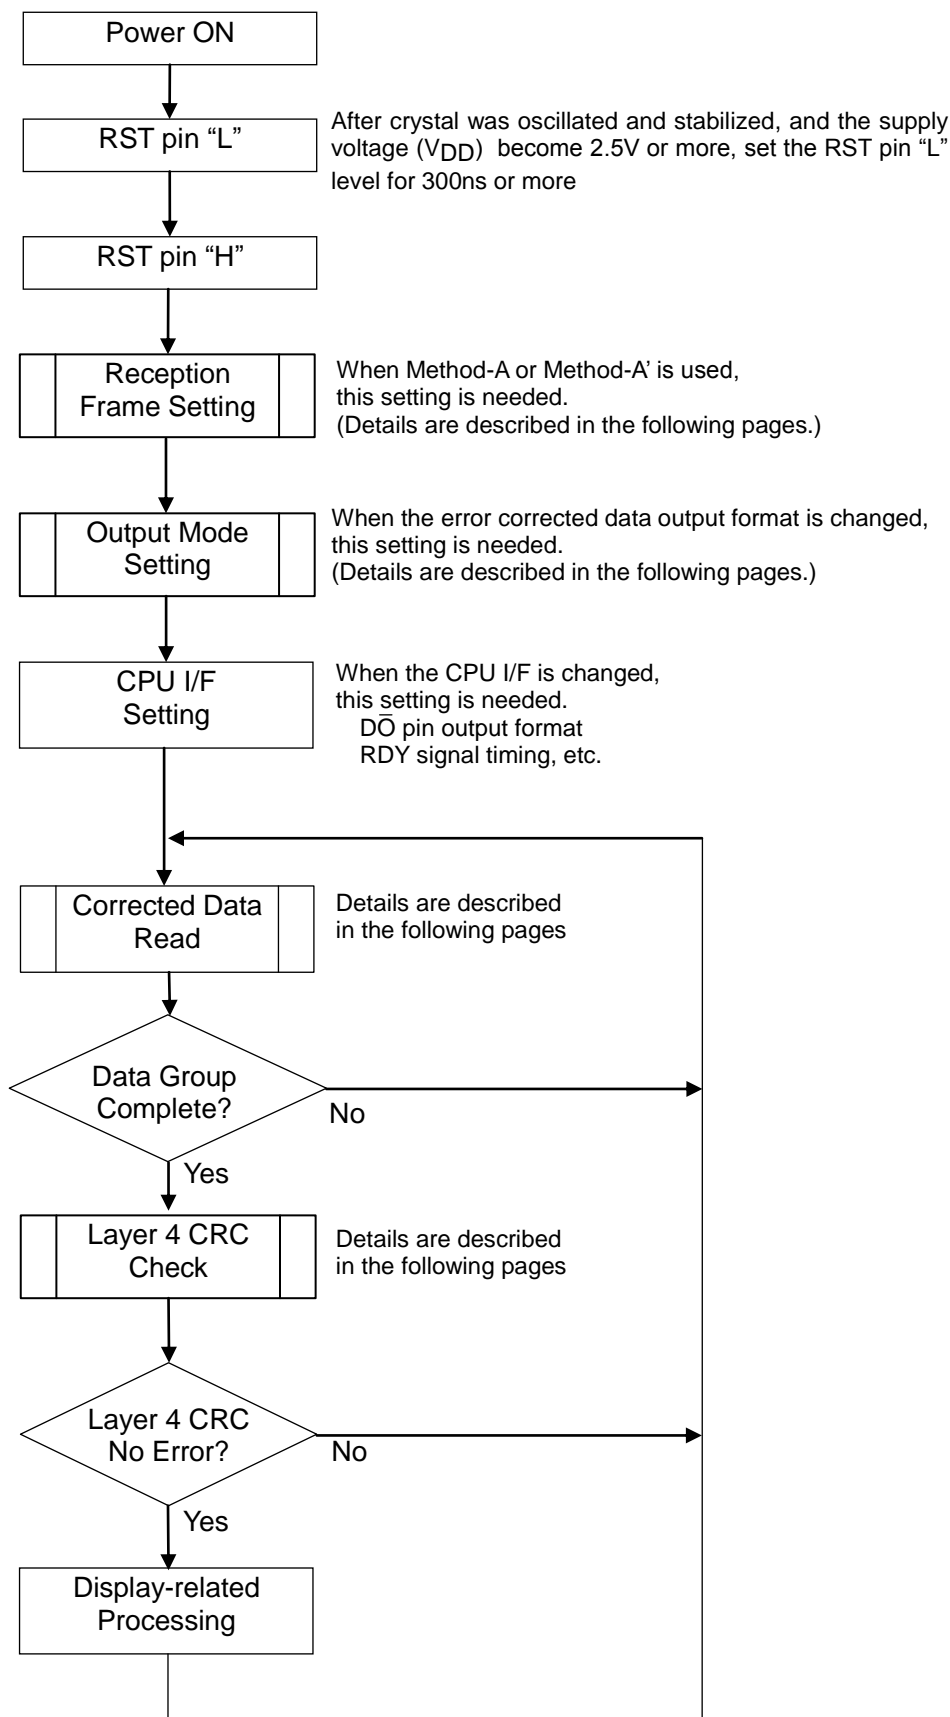 Power ON
RST pin “L”
After crystal was oscillated and stabilized, and the supply
voltage (VDD) become 2.5V or more, set the RST pin “L”
level for 300ns or more
RST pin “H”
Reception
Frame Setting
When Method-A or Method-A’ is used,
this setting is needed.
(Details are described in the following pages.)
Output Mode
Setting
When the error corrected data output format is changed,
this setting is needed.
(Details are described in the following pages.)
CPU I/F
Setting
When the CPU I/F is changed,
this setting is needed.
DO̅ pin output format
RDY signal timing, etc.
Corrected Data
Read
Details are described
in the following pages
Data Group
Complete?
No
Yes
Layer 4 CRC
Check
Details are described
in the following pages
Layer 4 CRC
No Error?
No
Yes
Display-related
Processing